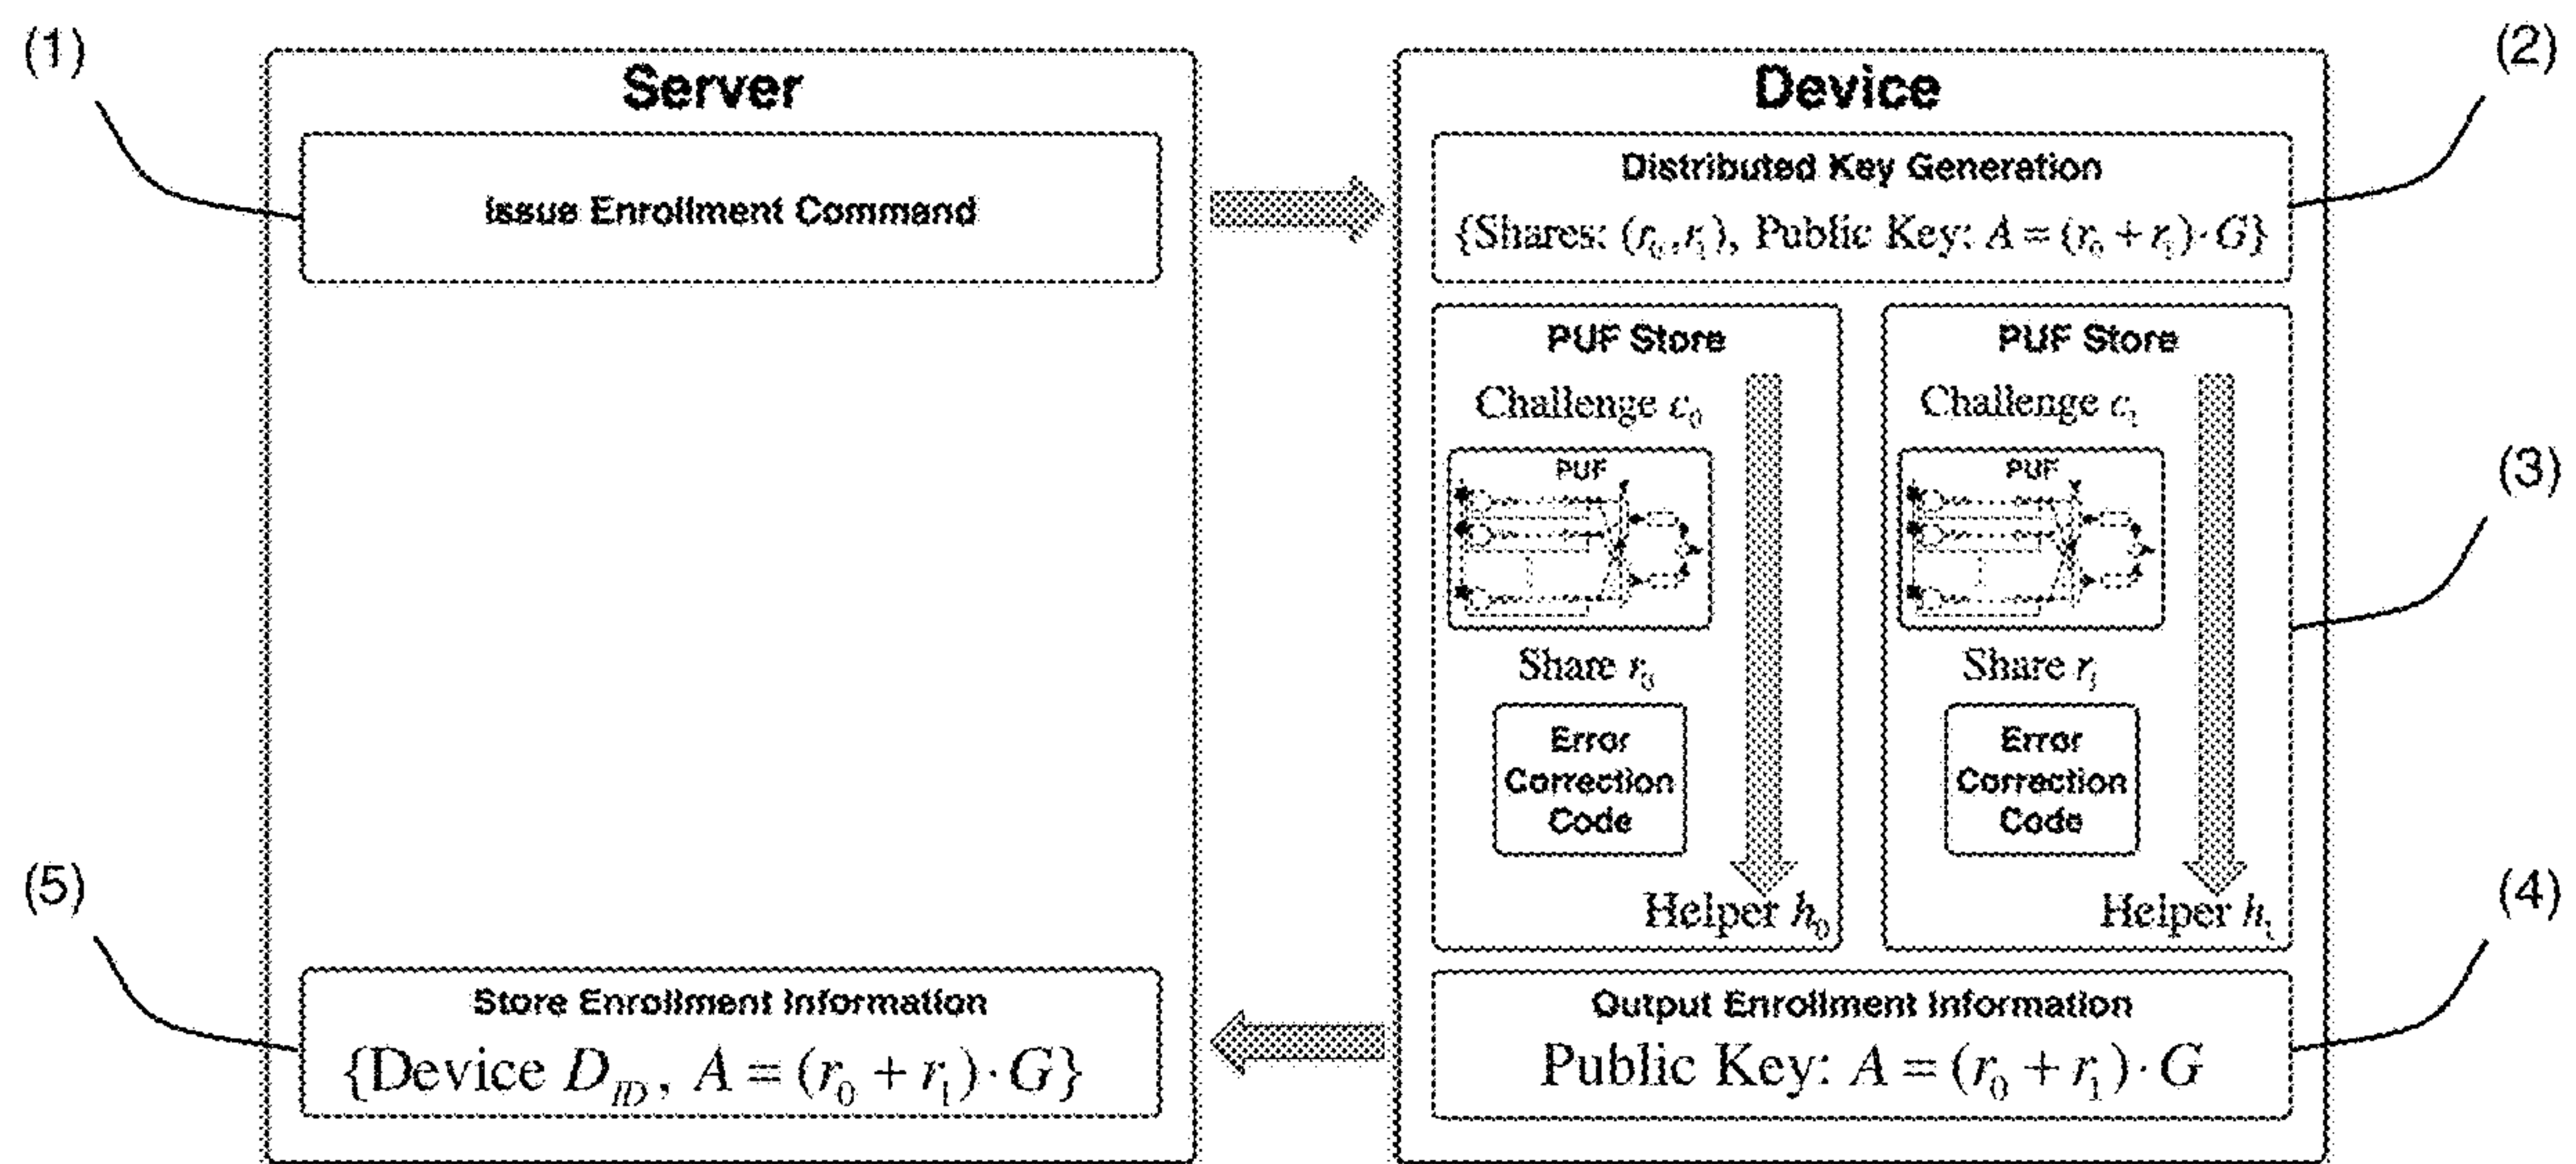 (1)
Server
Issue Enrollment Command
(5)
Store Enrollment Information
{Device D_ID, A = (r₀ + r₁) · G}
Device
(2)
Distributed Key Generation
{Shares: (r₀, r₁), Public Key: A = (r₀ + r₁) · G}
PUF Store
Challenge c₀
PUF
Share r₀
Error
Correction
Code
Helper h₀
PUF Store
Challenge c₁
PUF
Share r₁
Error
Correction
Code
Helper h₁
(3)
Output Enrollment Information
Public Key: A = (r₀ + r₁) · G
(4)